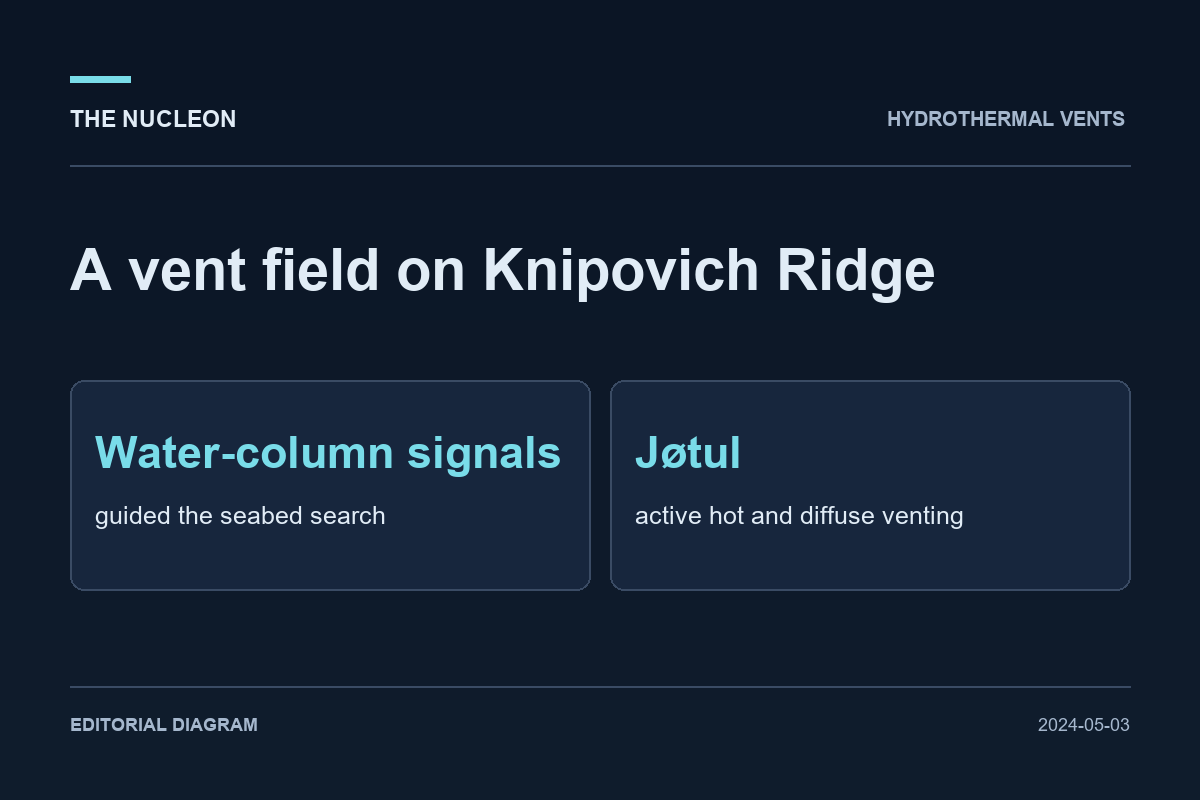 THE NUCLEON
HYDROTHERMAL VENTS
A vent field on Knipovich Ridge
Water-column signals
guided the seabed search
Jøtul
active hot and diffuse venting
EDITORIAL DIAGRAM
2024-05-03